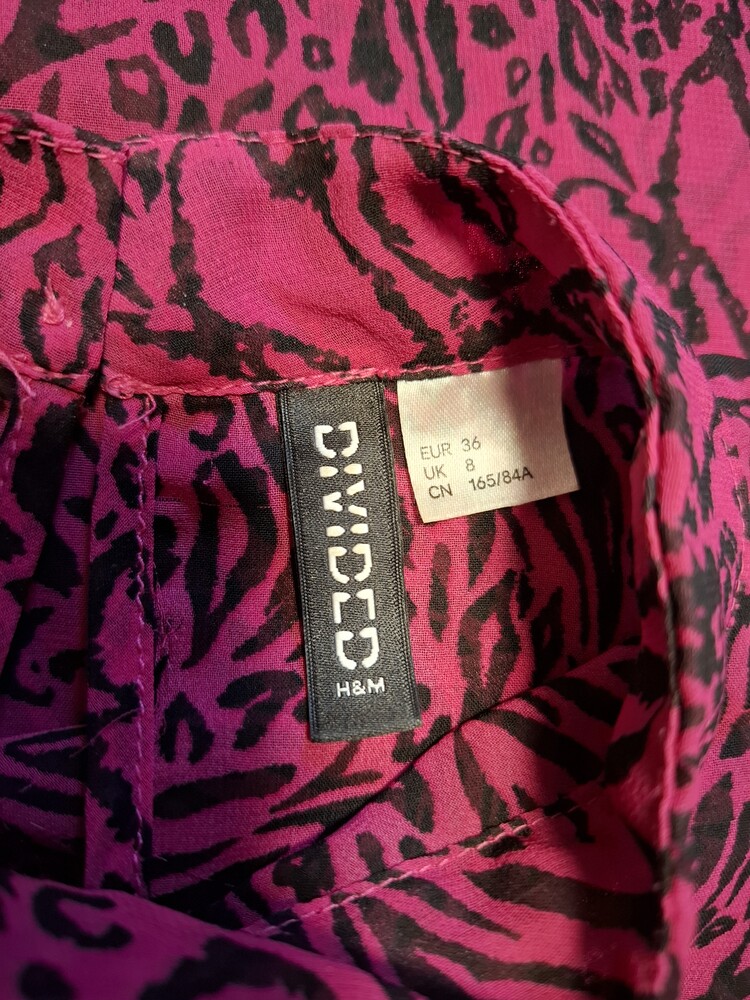 DIVIDED
H&M
EUR 36
UK 8
CN 165/84A